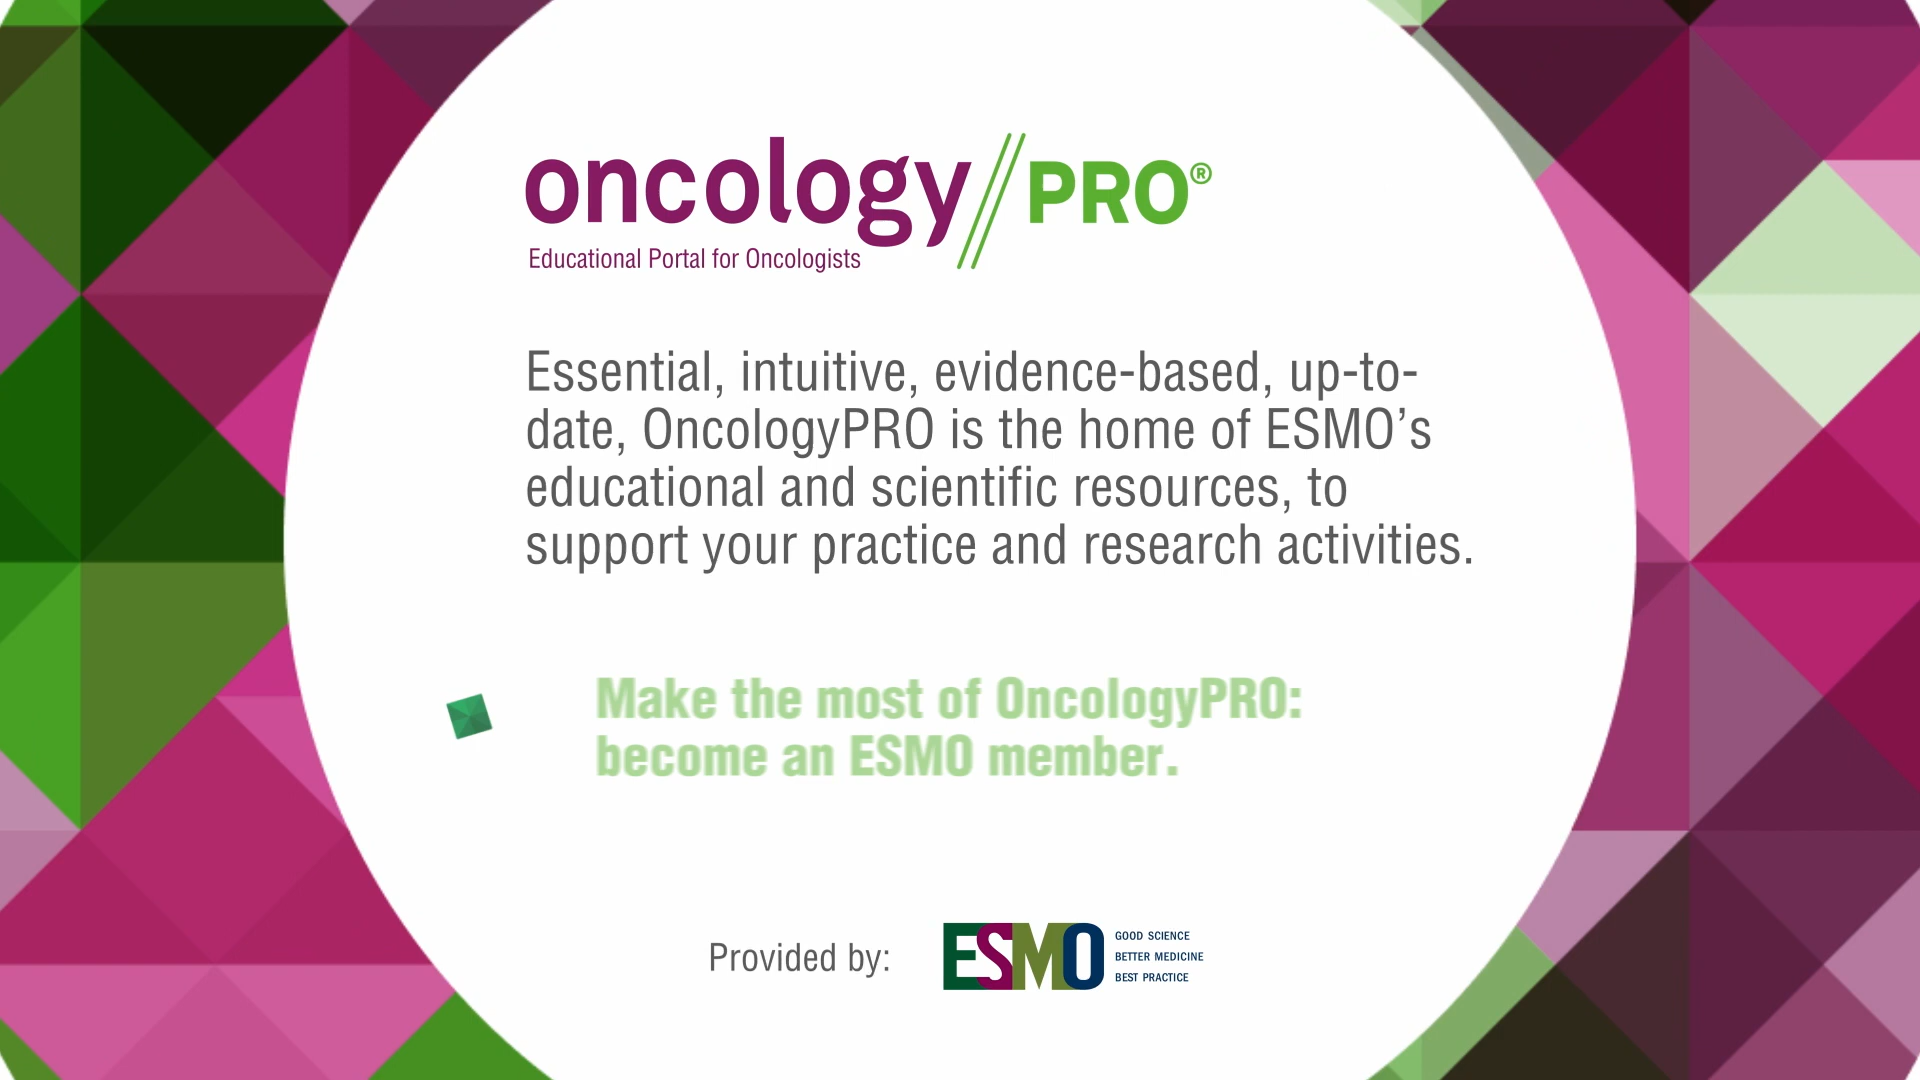 oncology//PRO®
Educational Portal for Oncologists
Essential, intuitive, evidence-based, up-to-
date, OncologyPRO is the home of ESMO’s
educational and scientific resources, to
support your practice and research activities.
Make the most of OncologyPRO:
become an ESMO member.
Provided by:
ESMO
GOOD SCIENCE
BETTER MEDICINE
BEST PRACTICE